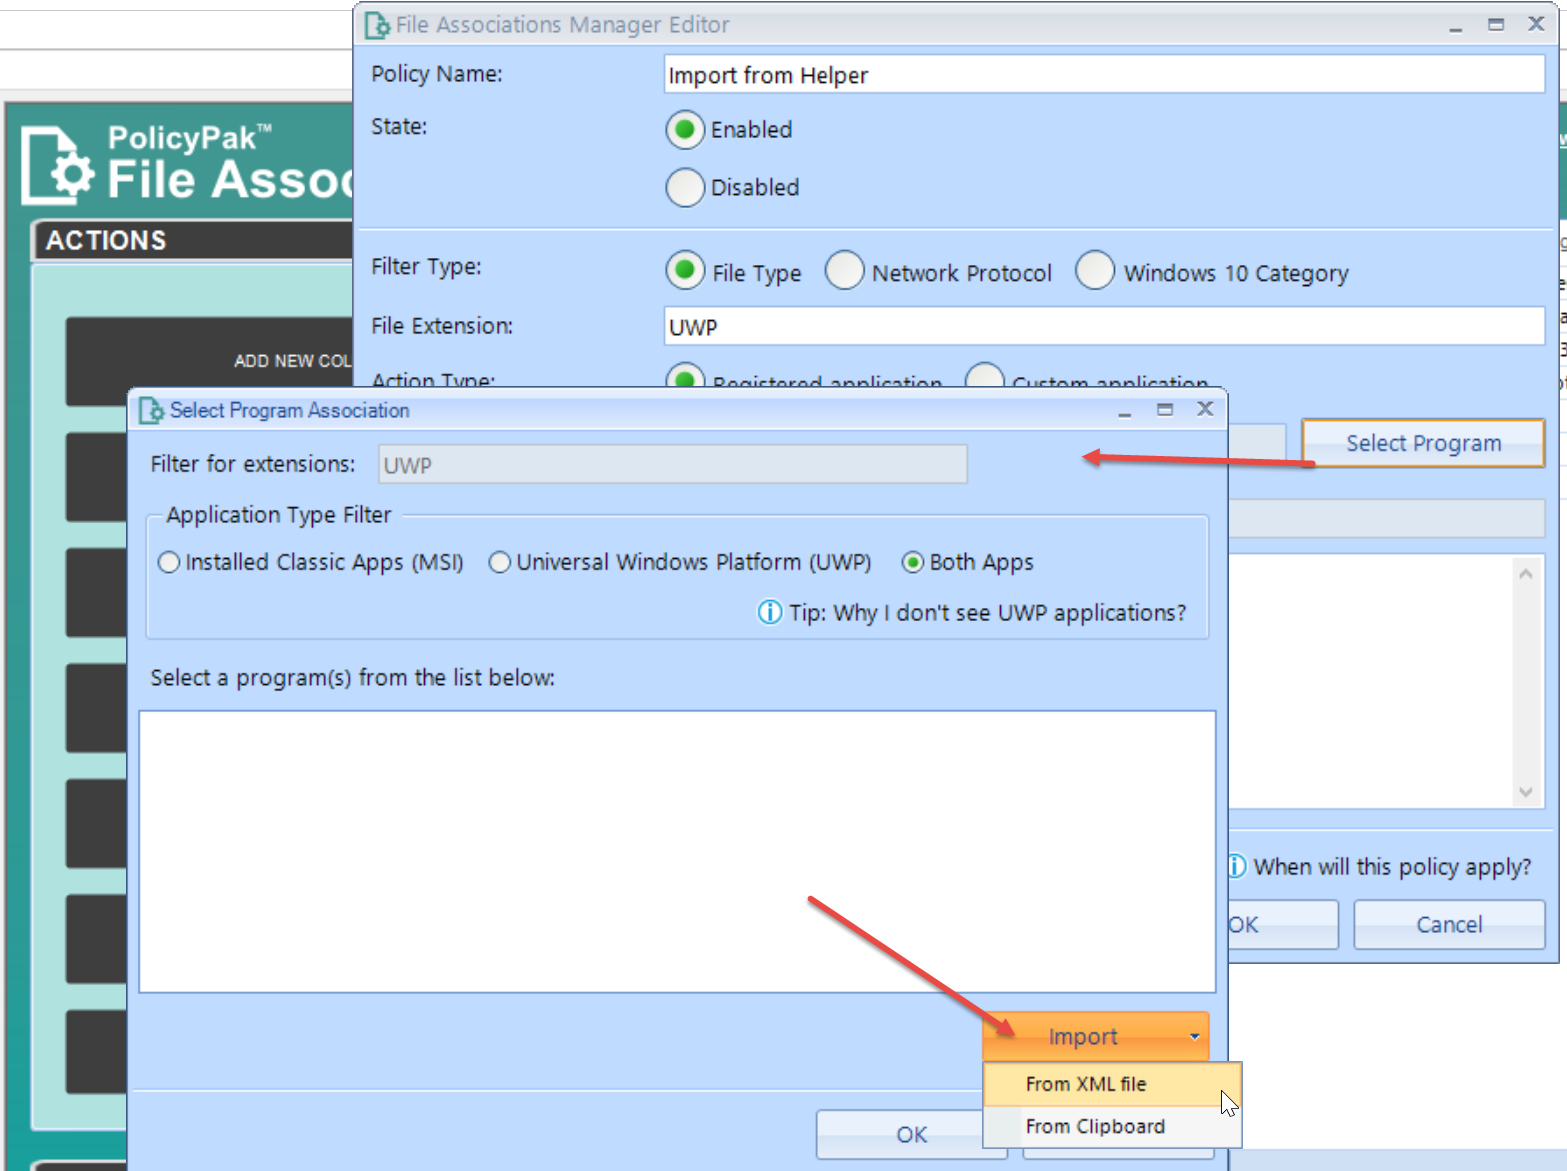 File Associations Manager Editor
Policy Name:
Import from Helper
State:
Enabled
Disabled
PolicyPak™
File Assoc
ACTIONS
ADD NEW COL
Filter Type:
File Type
Network Protocol
Windows 10 Category
File Extension:
UWP
Action Type:
Registered application
Custom application
Select Program
Select Program Association
Filter for extensions:
UWP
Application Type Filter
Installed Classic Apps (MSI)
Universal Windows Platform (UWP)
Both Apps
Tip: Why I don't see UWP applications?
Select a program(s) from the list below:
When will this policy apply?
OK
Cancel
Import
From XML file
From Clipboard
OK